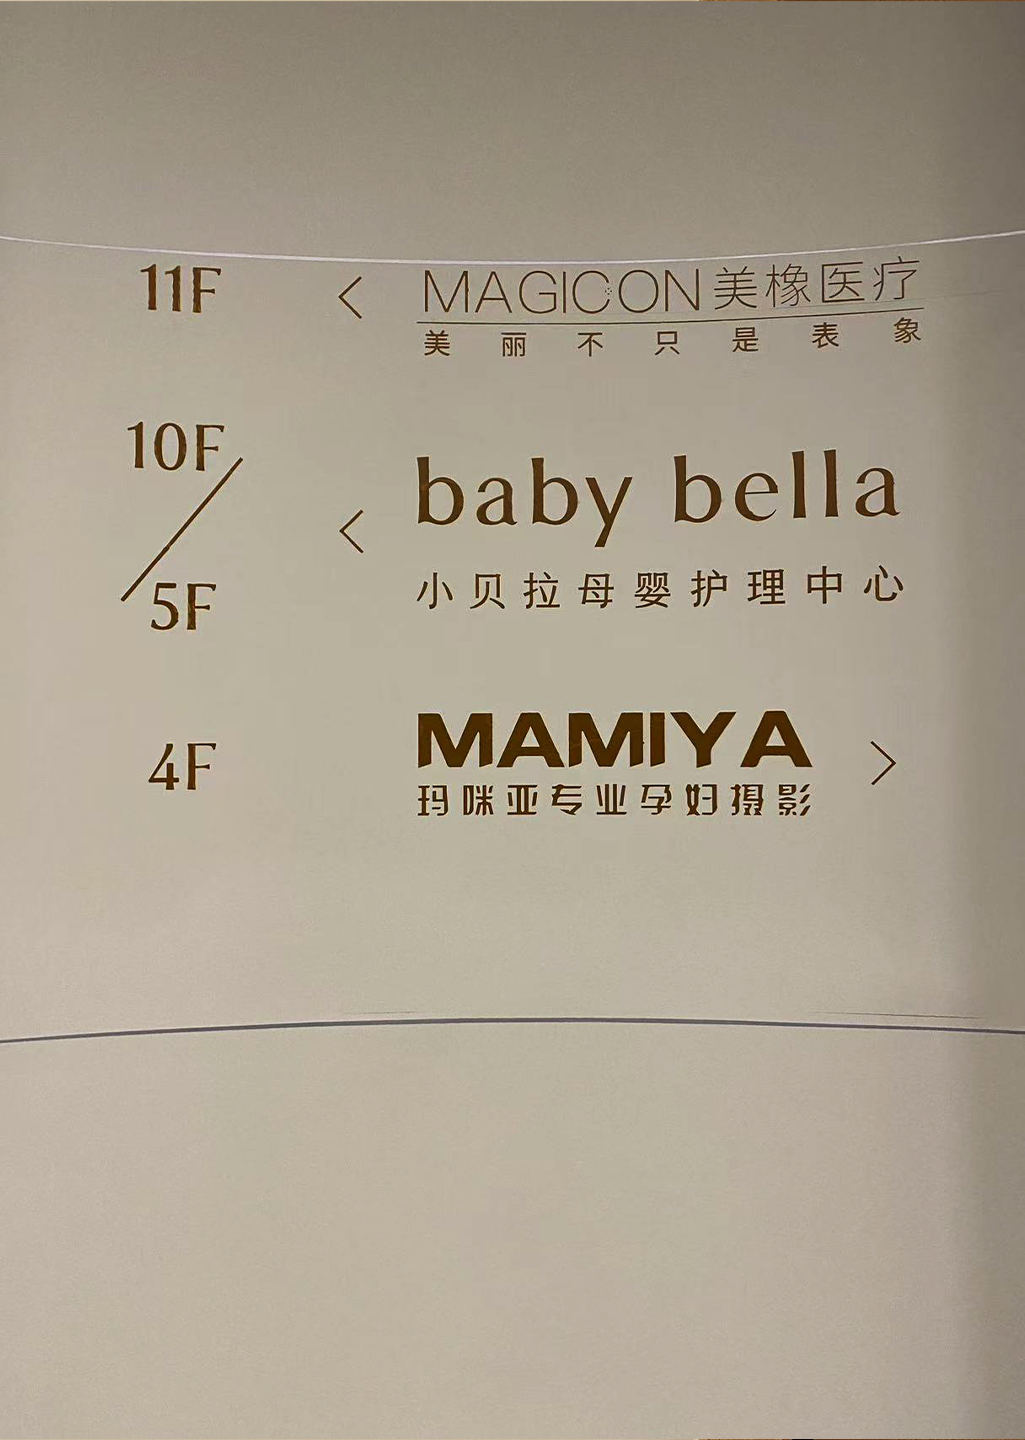 11F < MAGICON美橡医疗
美丽不只是表象
10F
baby bella
<
小贝拉母婴护理中心
5F
4F MAMIYA >
玛咪亚专业孕妇摄影